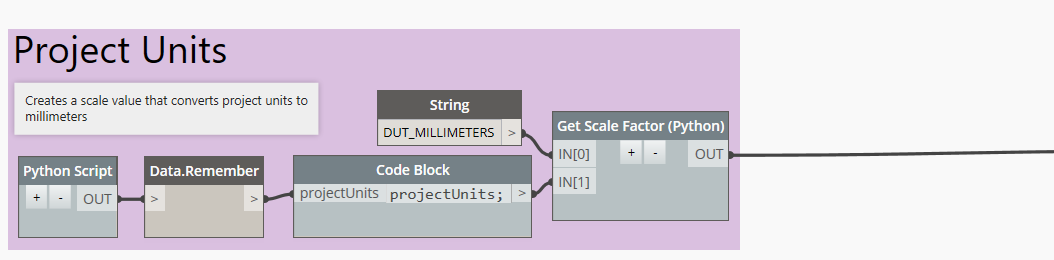 Project Units
Creates a scale value that converts project units to
millimeters
String
DUT_MILLIMETERS >
Get Scale Factor (Python)
IN[0] + - OUT
IN[1]
Python Script
+ - OUT
Data.Remember
> >
Code Block
projectUnits projectUnits; >